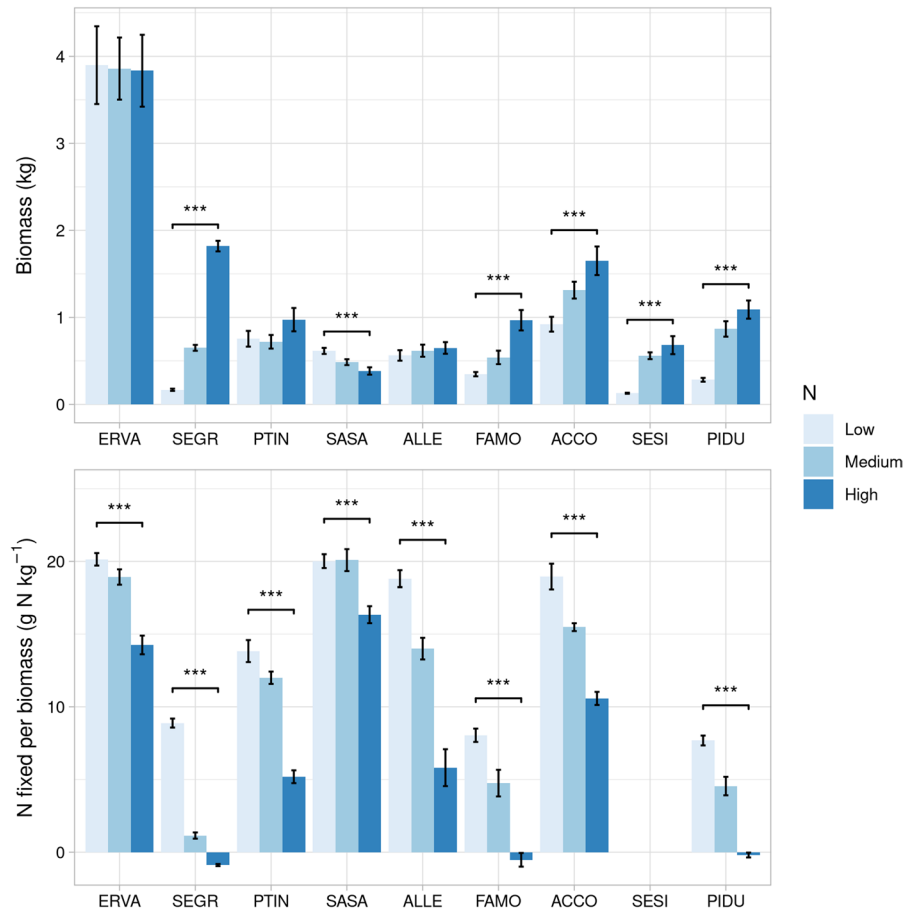 Biomass (kg)
4
3
2
1
0
***
***
***
***
***
***
ERVA SEGR PTIN SASA ALLE FAMO ACCO SESI PIDU
N
Low
Medium
High
N fixed per biomass (g N kg⁻¹)
20
10
0
***
***
***
***
***
***
***
***
ERVA SEGR PTIN SASA ALLE FAMO ACCO SESI PIDU